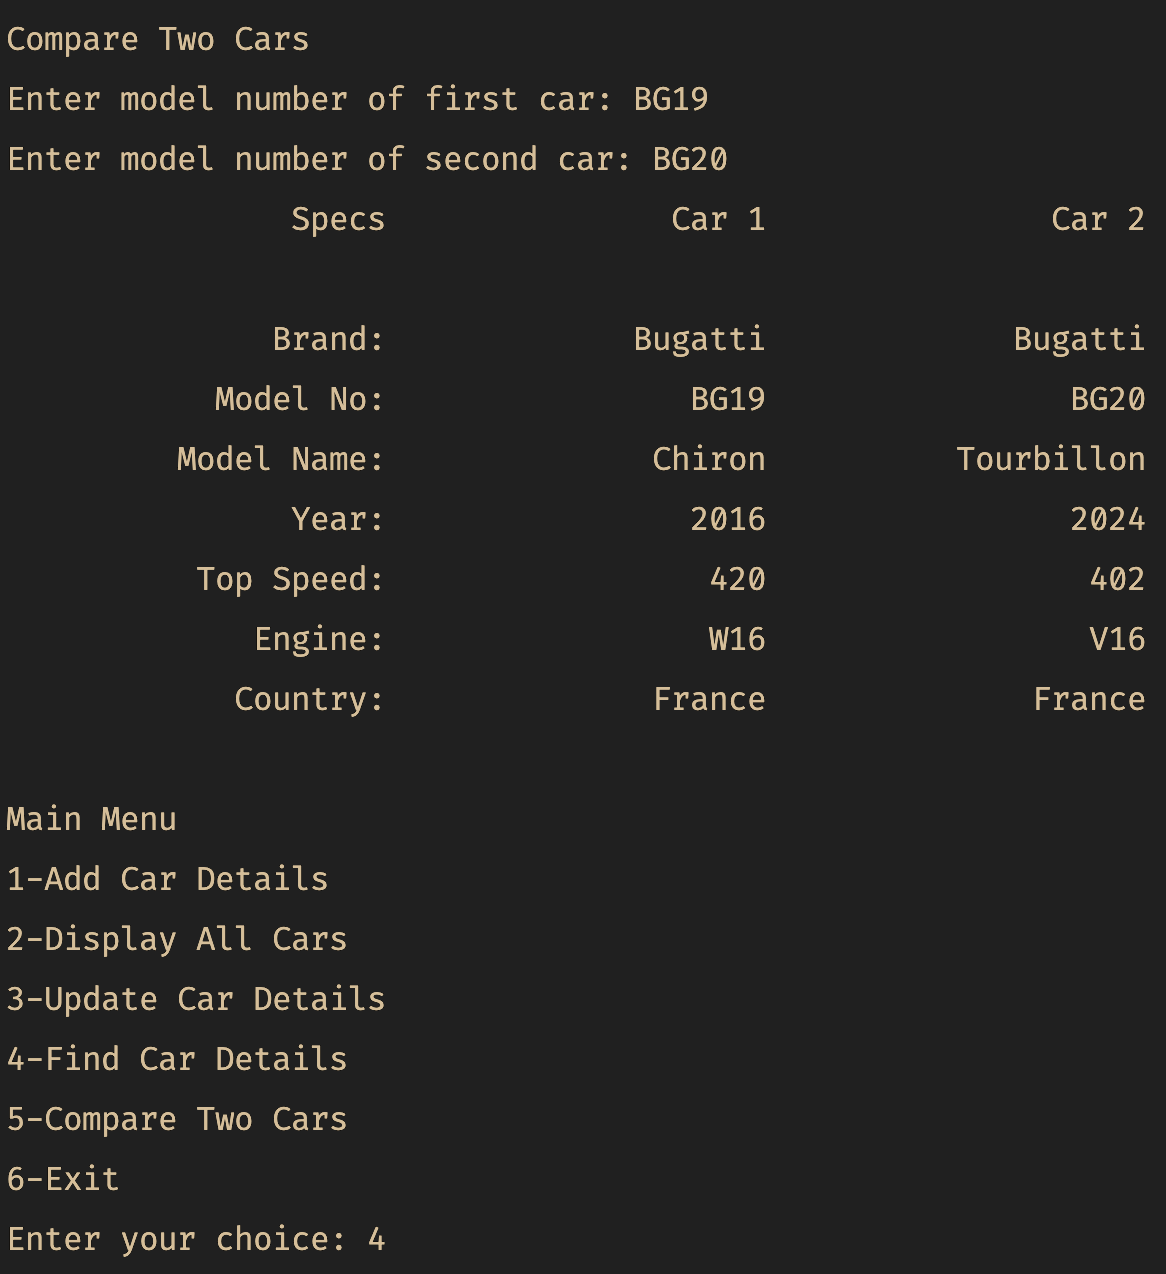 Compare Two Cars
Enter model number of first car: BG19
Enter model number of second car: BG20
Specs Car 1 Car 2
Brand: Bugatti Bugatti
Model No: BG19 BG20
Model Name: Chiron Tourbillon
Year: 2016 2024
Top Speed: 420 402
Engine: W16 V16
Country: France France
Main Menu
1-Add Car Details
2-Display All Cars
3-Update Car Details
4-Find Car Details
5-Compare Two Cars
6-Exit
Enter your choice: 4